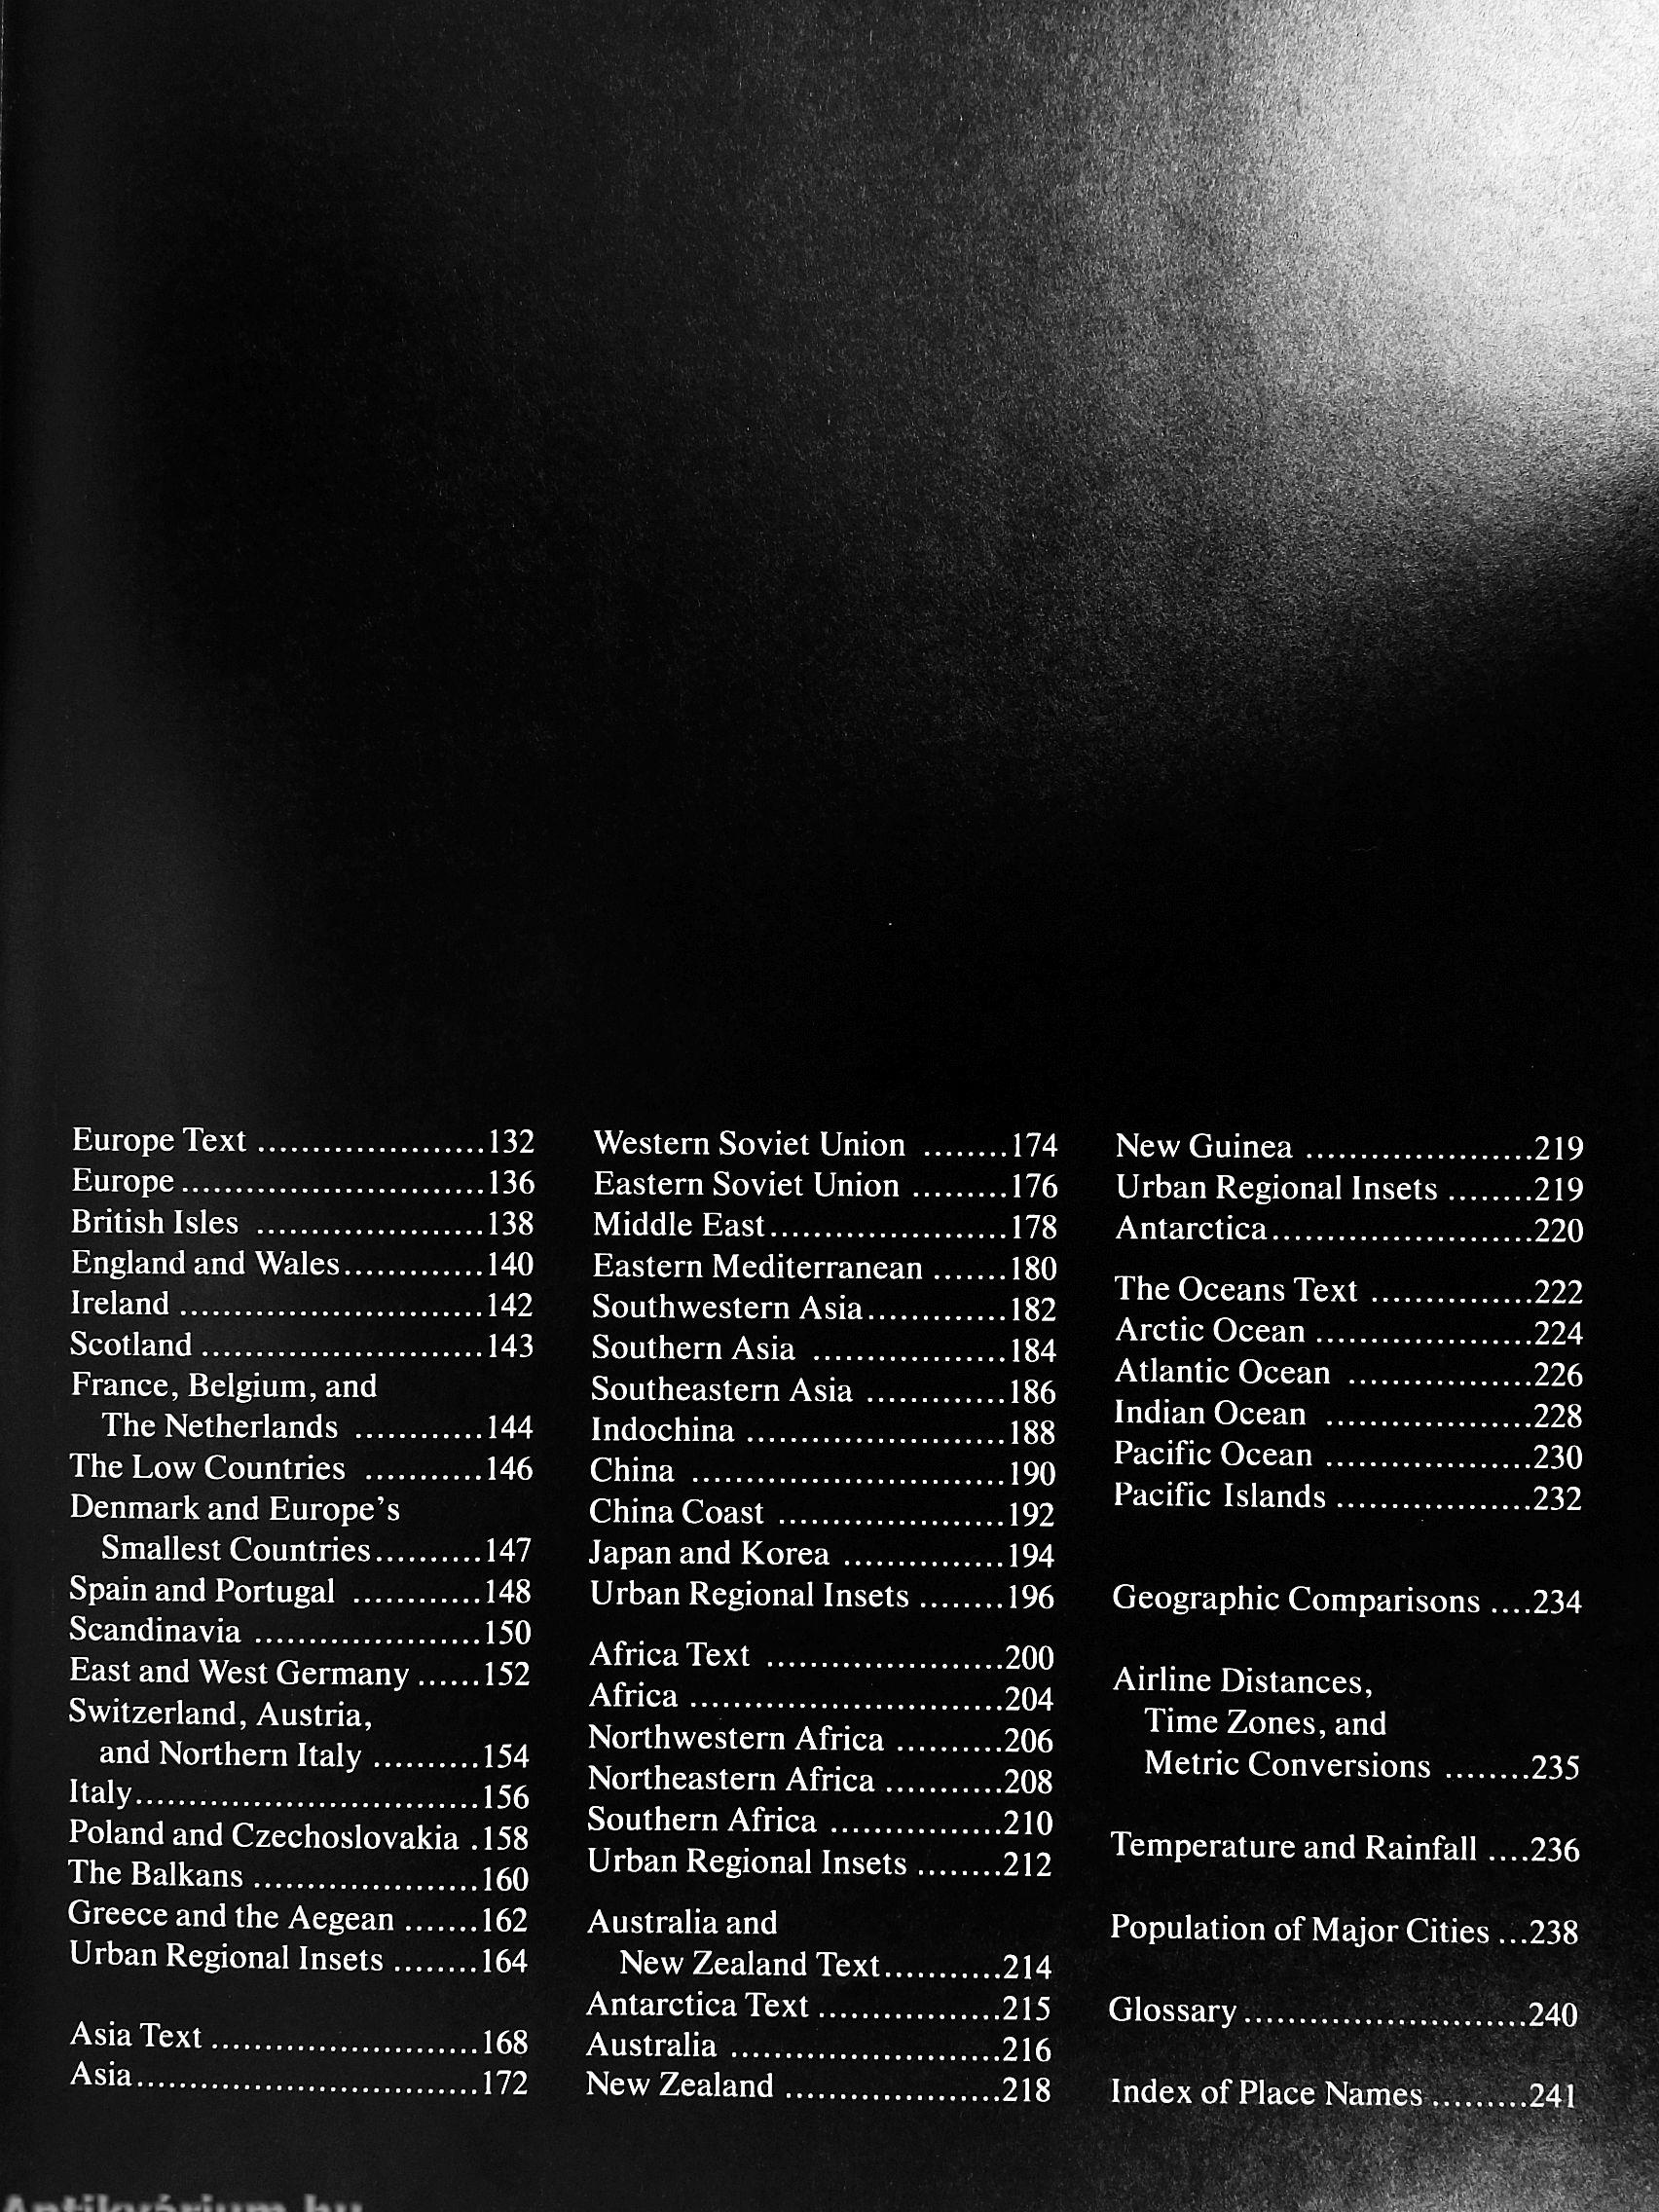 Europe Text .....................132
Europe............................136
British Isles .....................138
England and Wales.............140
Ireland ............................142
Scotland ..........................143
France, Belgium, and
The Netherlands ............144
The Low Countries ...........146
Denmark and Europe's
Smallest Countries..........147
Spain and Portugal ............148
Scandinavia .....................150
East and West Germany ......152
Switzerland, Austria,
and Northern Italy ..........154
Italy................................156
Poland and Czechoslovakia .158
The Balkans .....................160
Greece and the Aegean .......162
Urban Regional Insets ........164
Asia Text .........................168
Asia................................172
Western Soviet Union ........174
Eastern Soviet Union .........176
Middle East......................178
Eastern Mediterranean .......180
Southwestern Asia.............182
Southern Asia ..................184
Southeastern Asia .............186
Indochina ........................188
China .............................190
China Coast .....................192
Japan and Korea ...............194
Urban Regional Insets ........196
Africa Text ......................200
Africa .............................204
Northwestern Africa ..........206
Northeastern Africa ...........208
Southern Africa ................210
Urban Regional Insets ........212
Australia and
New Zealand Text...........214
Antarctica Text .................215
Australia .........................216
New Zealand ....................218
New Guinea .....................219
Urban Regional Insets ........219
Antarctica........................220
The Oceans Text ...............222
Arctic Ocean ....................224
Atlantic Ocean .................226
Indian Ocean ...................228
Pacific Ocean ...................230
Pacific Islands ..................232
Geographic Comparisons ....234
Airline Distances,
Time Zones, and
Metric Conversions ........235
Temperature and Rainfall ....236
Population of Major Cities ...238
Glossary..........................240
Index of Place Names .........241
Antikvárium.hu